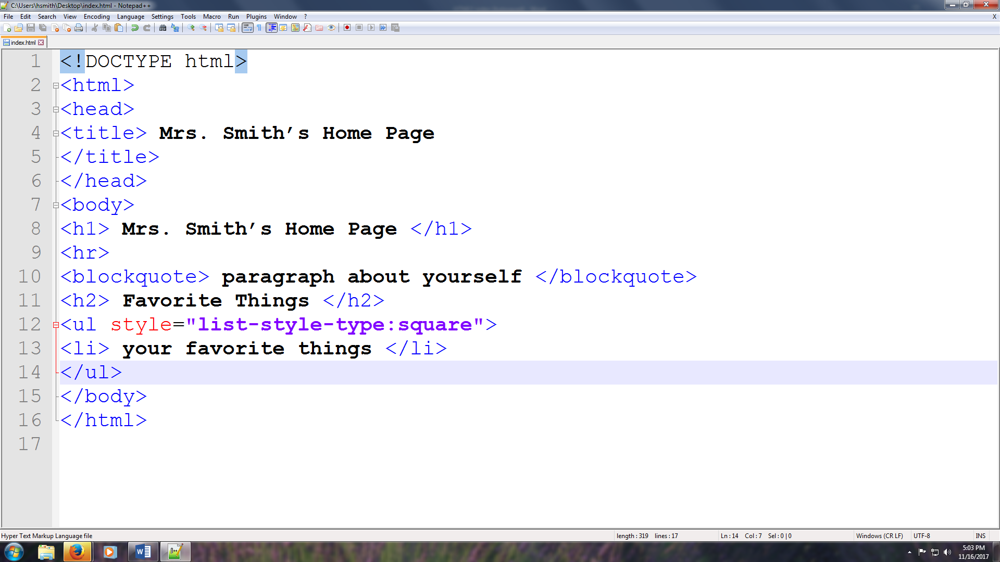 C:\Users\hsmith\Desktop\index.html - Notepad++
File Edit Search View Encoding Language Settings Tools Macro Run Plugins Window ? X
index.html
1 <!DOCTYPE html>
2 <html>
3 <head>
4 <title> Mrs. Smith’s Home Page
5 </title>
6 </head>
7 <body>
8 <h1> Mrs. Smith’s Home Page </h1>
9 <hr>
10 <blockquote> paragraph about yourself </blockquote>
11 <h2> Favorite Things </h2>
12 <ul style="list-style-type:square">
13 <li> your favorite things </li>
14 </ul>
15 </body>
16 </html>
17
Hyper Text Markup Language file length : 319 lines : 17 Ln : 14 Col : 7 Sel : 0 | 0 Windows (CR LF) UTF-8 INS
5:03 PM
11/16/2017